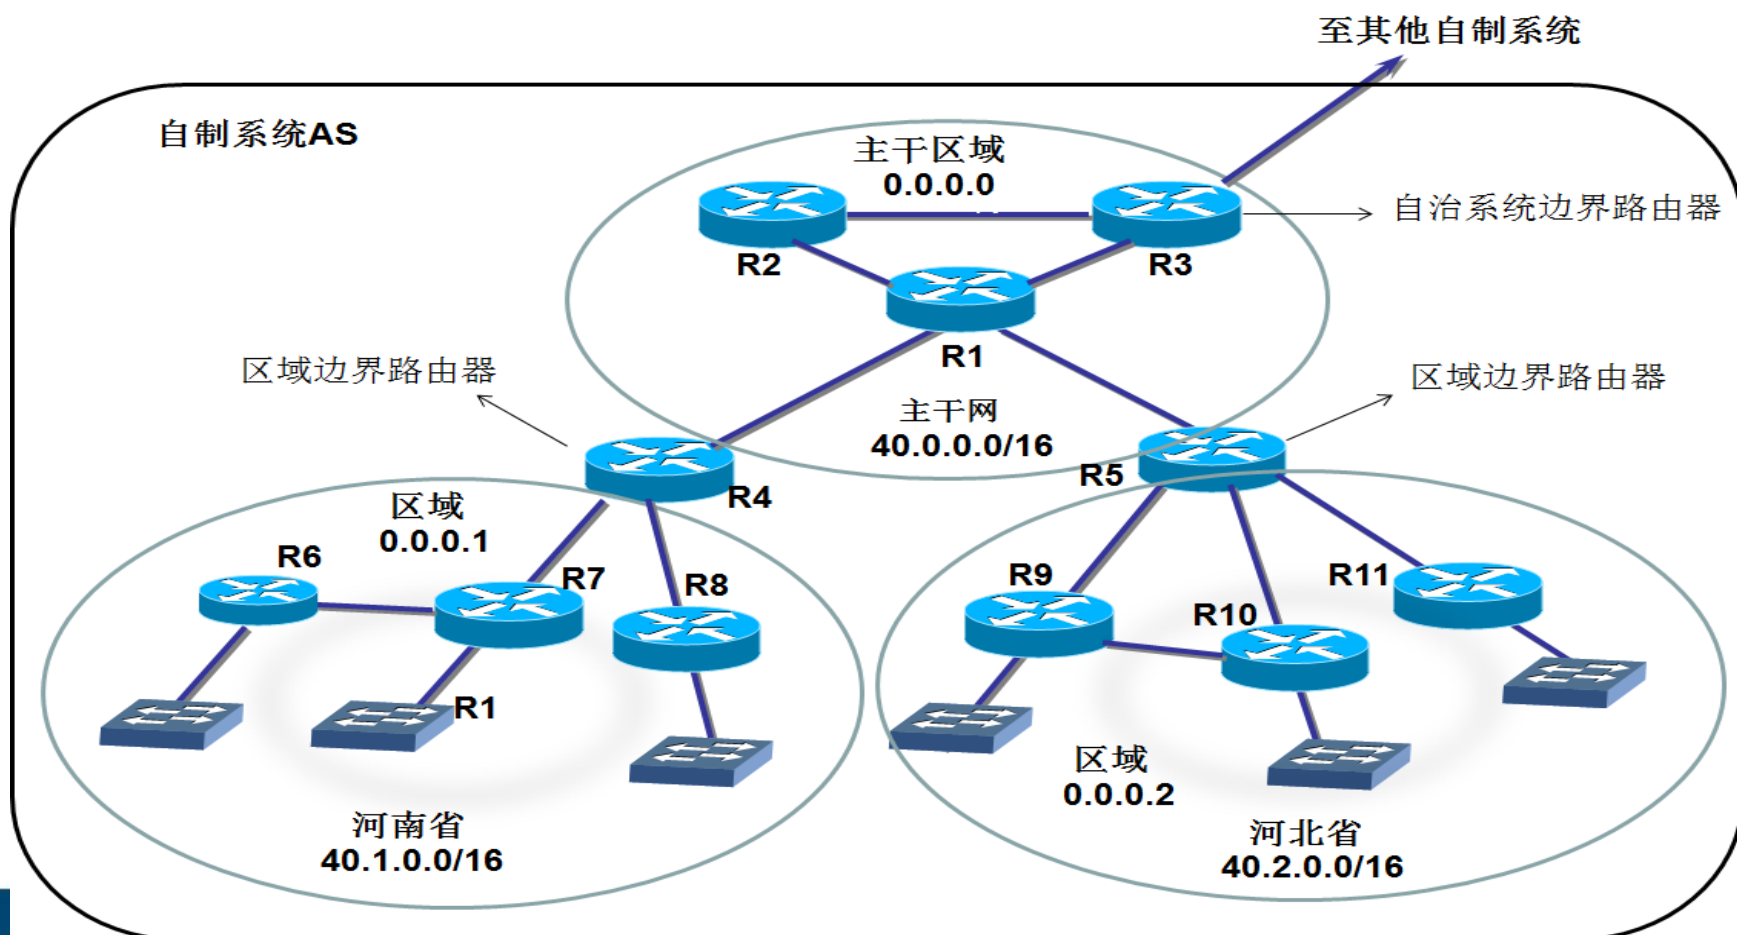 至其他自制系统
自制系统AS
主干区域
0.0.0.0
自治系统边界路由器
R2
R3
R1
区域边界路由器
区域边界路由器
主干网
40.0.0.0/16
R4
R5
区域
0.0.0.1
R6
R7
R8
R9
R10
R11
R1
区域
0.0.0.2
河南省
40.1.0.0/16
河北省
40.2.0.0/16